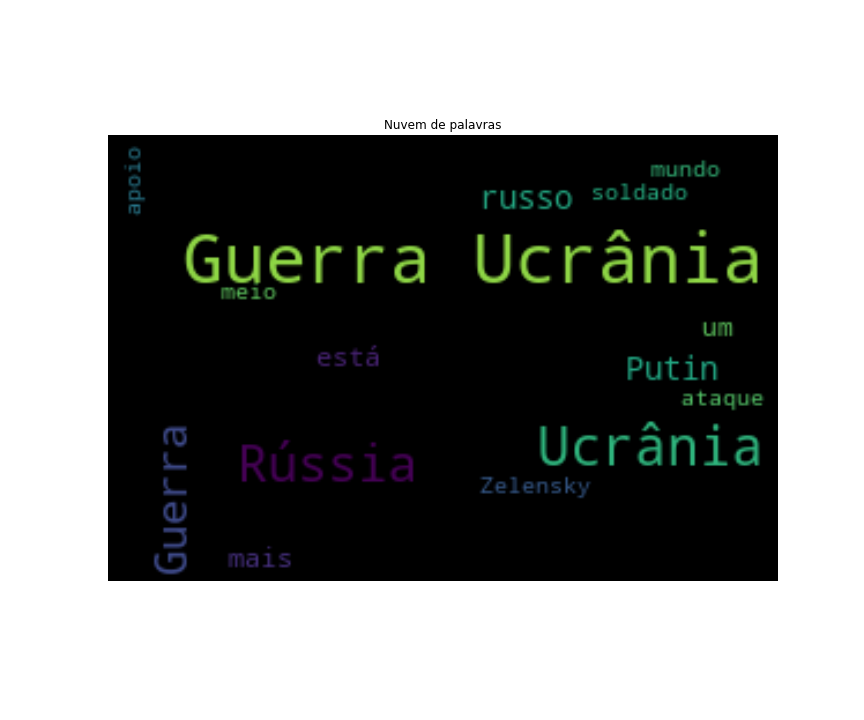 Nuvem de palavras
apoio
mundo
russo
soldado
Guerra Ucrânia
meio
um
está
Putin
ataque
Guerra
Rússia
Ucrânia
Zelensky
mais